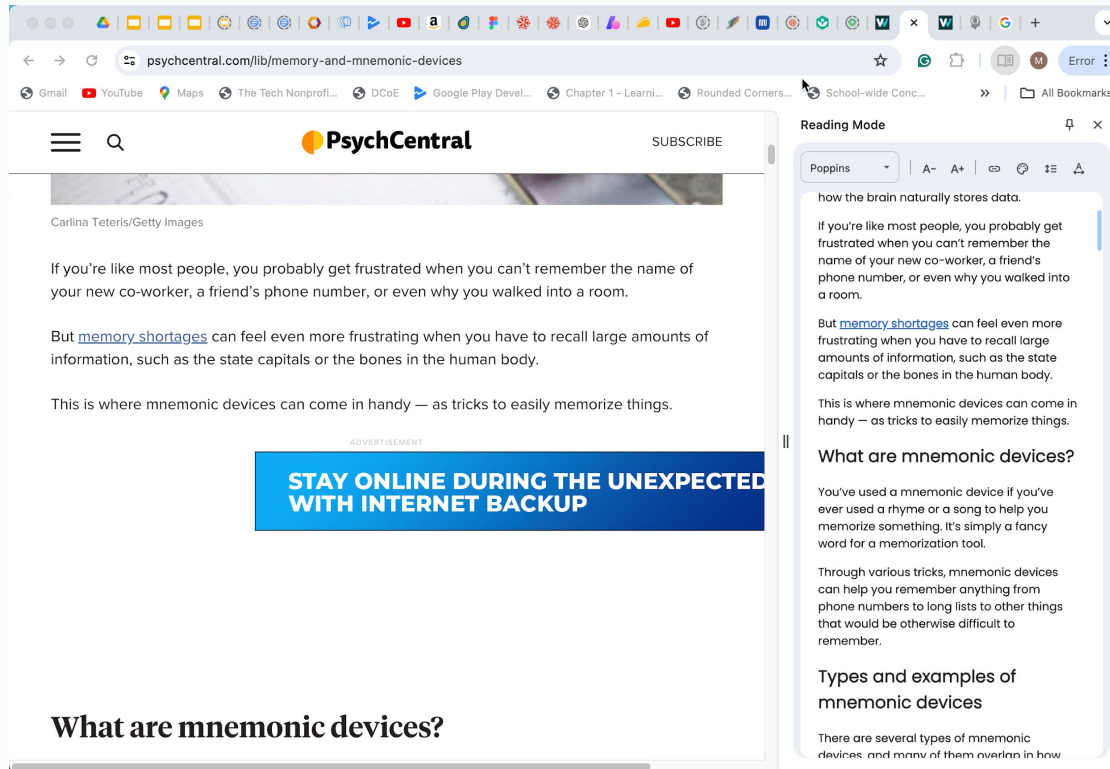 psychcentral.com/lib/memory-and-mnemonic-devices
M
Error
Gmail
YouTube
Maps
The Tech Nonprofi...
DCoE
Google Play Devel...
Chapter 1 - Learni...
Rounded Corners...
School-wide Conc...
»
All Bookmarks
PsychCentral
SUBSCRIBE
Carlina Teteris/Getty Images
If you’re like most people, you probably get frustrated when you can’t remember the name of
your new co-worker, a friend’s phone number, or even why you walked into a room.
But memory shortages can feel even more frustrating when you have to recall large amounts of
information, such as the state capitals or the bones in the human body.
This is where mnemonic devices can come in handy — as tricks to easily memorize things.
ADVERTISEMENT
STAY ONLINE DURING THE UNEXPECTED
WITH INTERNET BACKUP
What are mnemonic devices?
Reading Mode
Poppins
A-
A+
how the brain naturally stores data.
If you’re like most people, you probably get
frustrated when you can’t remember the
name of your new co-worker, a friend’s
phone number, or even why you walked into
a room.
But memory shortages can feel even more
frustrating when you have to recall large
amounts of information, such as the state
capitals or the bones in the human body.
This is where mnemonic devices can come in
handy — as tricks to easily memorize things.
What are mnemonic devices?
You’ve used a mnemonic device if you’ve
ever used a rhyme or a song to help you
memorize something. It’s simply a fancy
word for a memorization tool.
Through various tricks, mnemonic devices
can help you remember anything from
phone numbers to long lists to other things
that would be otherwise difficult to
remember.
Types and examples of
mnemonic devices
There are several types of mnemonic
devices, and many of them overlap in how